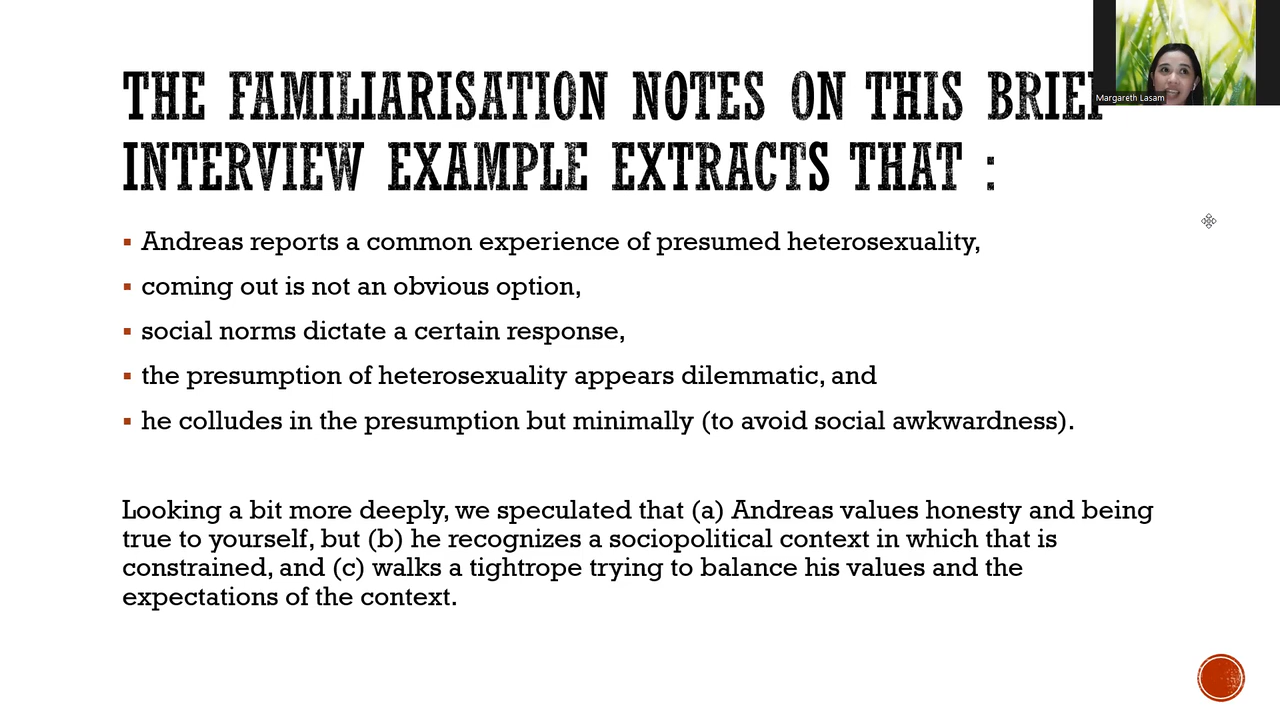 THE FAMILIARISATION NOTES ON THIS BRIEF
INTERVIEW EXAMPLE EXTRACTS THAT :
Andreas reports a common experience of presumed heterosexuality,
coming out is not an obvious option,
social norms dictate a certain response,
the presumption of heterosexuality appears dilemmatic, and
he colludes in the presumption but minimally (to avoid social awkwardness).
Looking a bit more deeply, we speculated that (a) Andreas values honesty and being
true to yourself, but (b) he recognizes a sociopolitical context in which that is
constrained, and (c) walks a tightrope trying to balance his values and the
expectations of the context.
Margareth Lasam